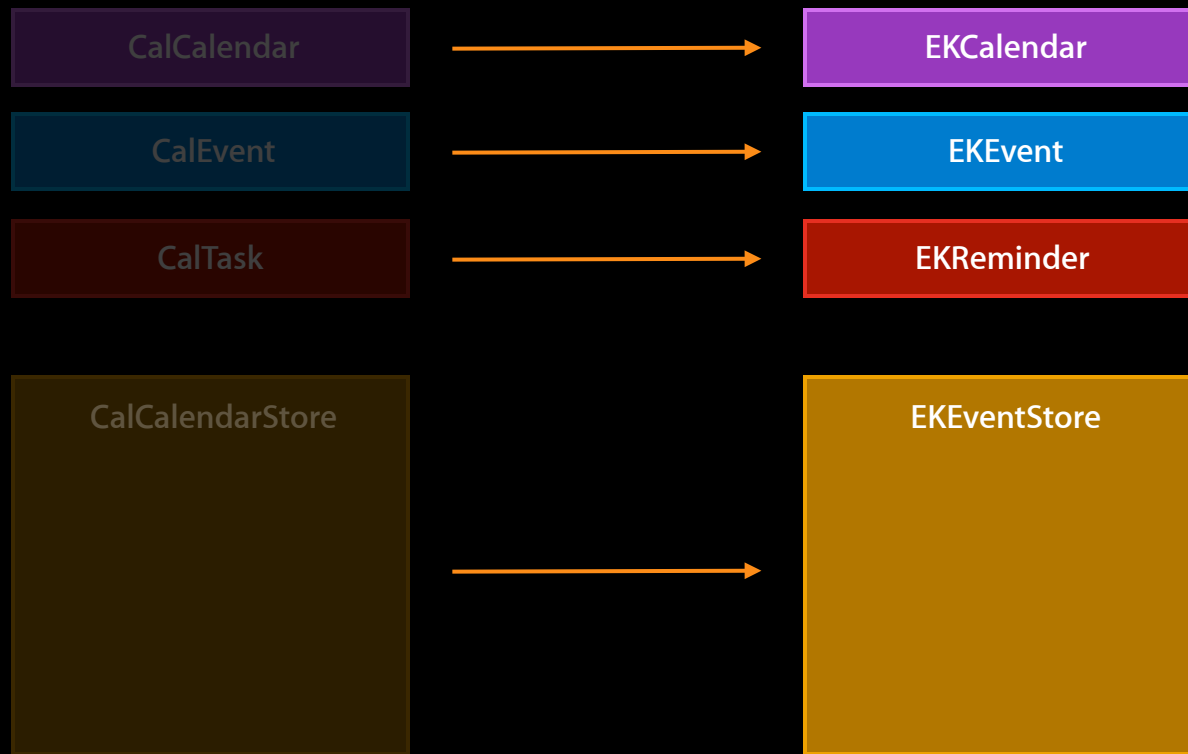 CalCalendar
EKCalendar
CalEvent
EKEvent
CalTask
EKReminder
CalCalendarStore
EKEventStore